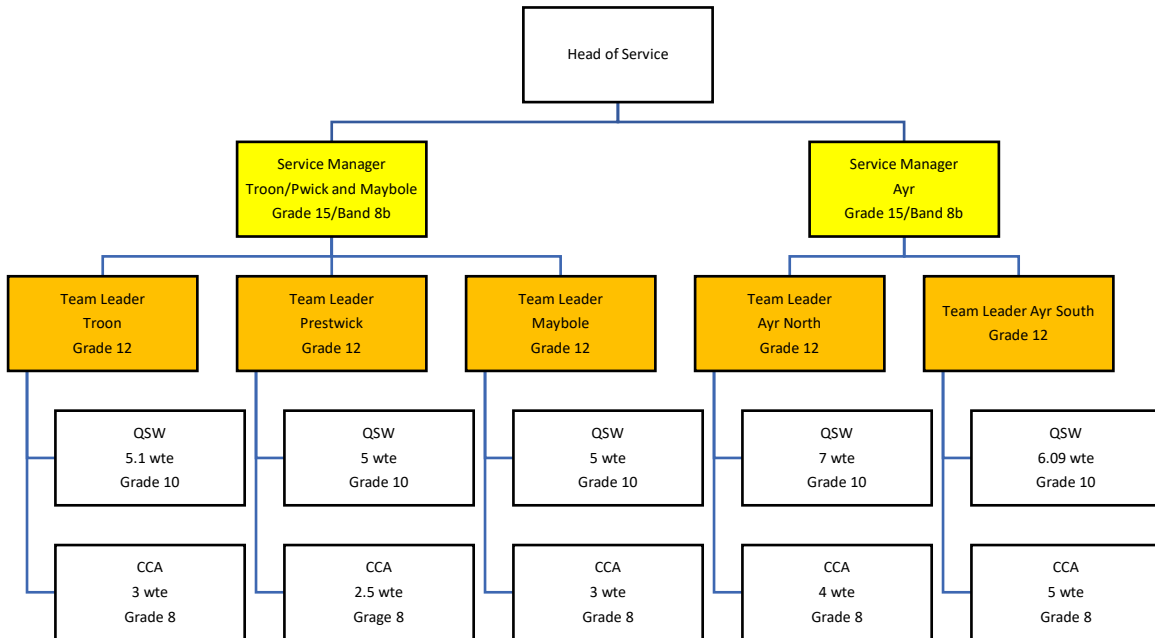 Head of Service
Service Manager
Troon/Pwick and Maybole
Grade 15/Band 8b
Service Manager
Ayr
Grade 15/Band 8b
Team Leader
Troon
Grade 12
Team Leader
Prestwick
Grade 12
Team Leader
Maybole
Grade 12
Team Leader
Ayr North
Grade 12
Team Leader Ayr South
Grade 12
QSW
5.1 wte
Grade 10
QSW
5 wte
Grade 10
QSW
5 wte
Grade 10
QSW
7 wte
Grade 10
QSW
6.09 wte
Grade 10
CCA
3 wte
Grade 8
CCA
2.5 wte
Grage 8
CCA
3 wte
Grade 8
CCA
4 wte
Grade 8
CCA
5 wte
Grade 8